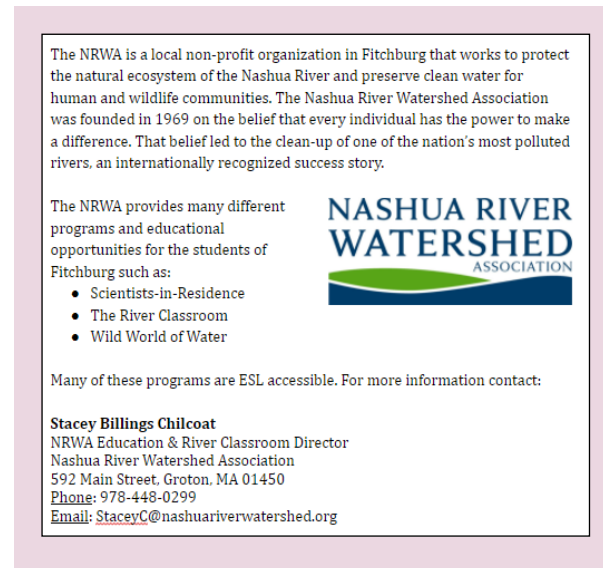 The NRWA is a local non-profit organization in Fitchburg that works to protect
the natural ecosystem of the Nashua River and preserve clean water for
human and wildlife communities. The Nashua River Watershed Association
was founded in 1969 on the belief that every individual has the power to make
a difference. That belief led to the clean-up of one of the nation's most polluted
rivers, an internationally recognized success story.
The NRWA provides many different
programs and educational
opportunities for the students of
Fitchburg such as:
● Scientists-in-Residence
● The River Classroom
● Wild World of Water
NASHUA RIVER
WATERSHED
ASSOCIATION
Many of these programs are ESL accessible. For more information contact:
Stacey Billings Chilcoat
NRWA Education & River Classroom Director
Nashua River Watershed Association
592 Main Street, Groton, MA 01450
Phone: 978-448-0299
Email: StaceyC@nashuariverwatershed.org